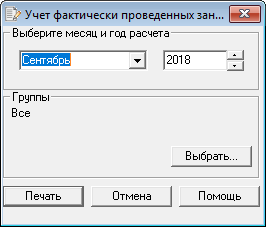 Учет фактически проведенных зан...
Выберите месяц и год расчета
Сентябрь 2018
Группы
Все
Выбрать...
Печать Отмена Помощь